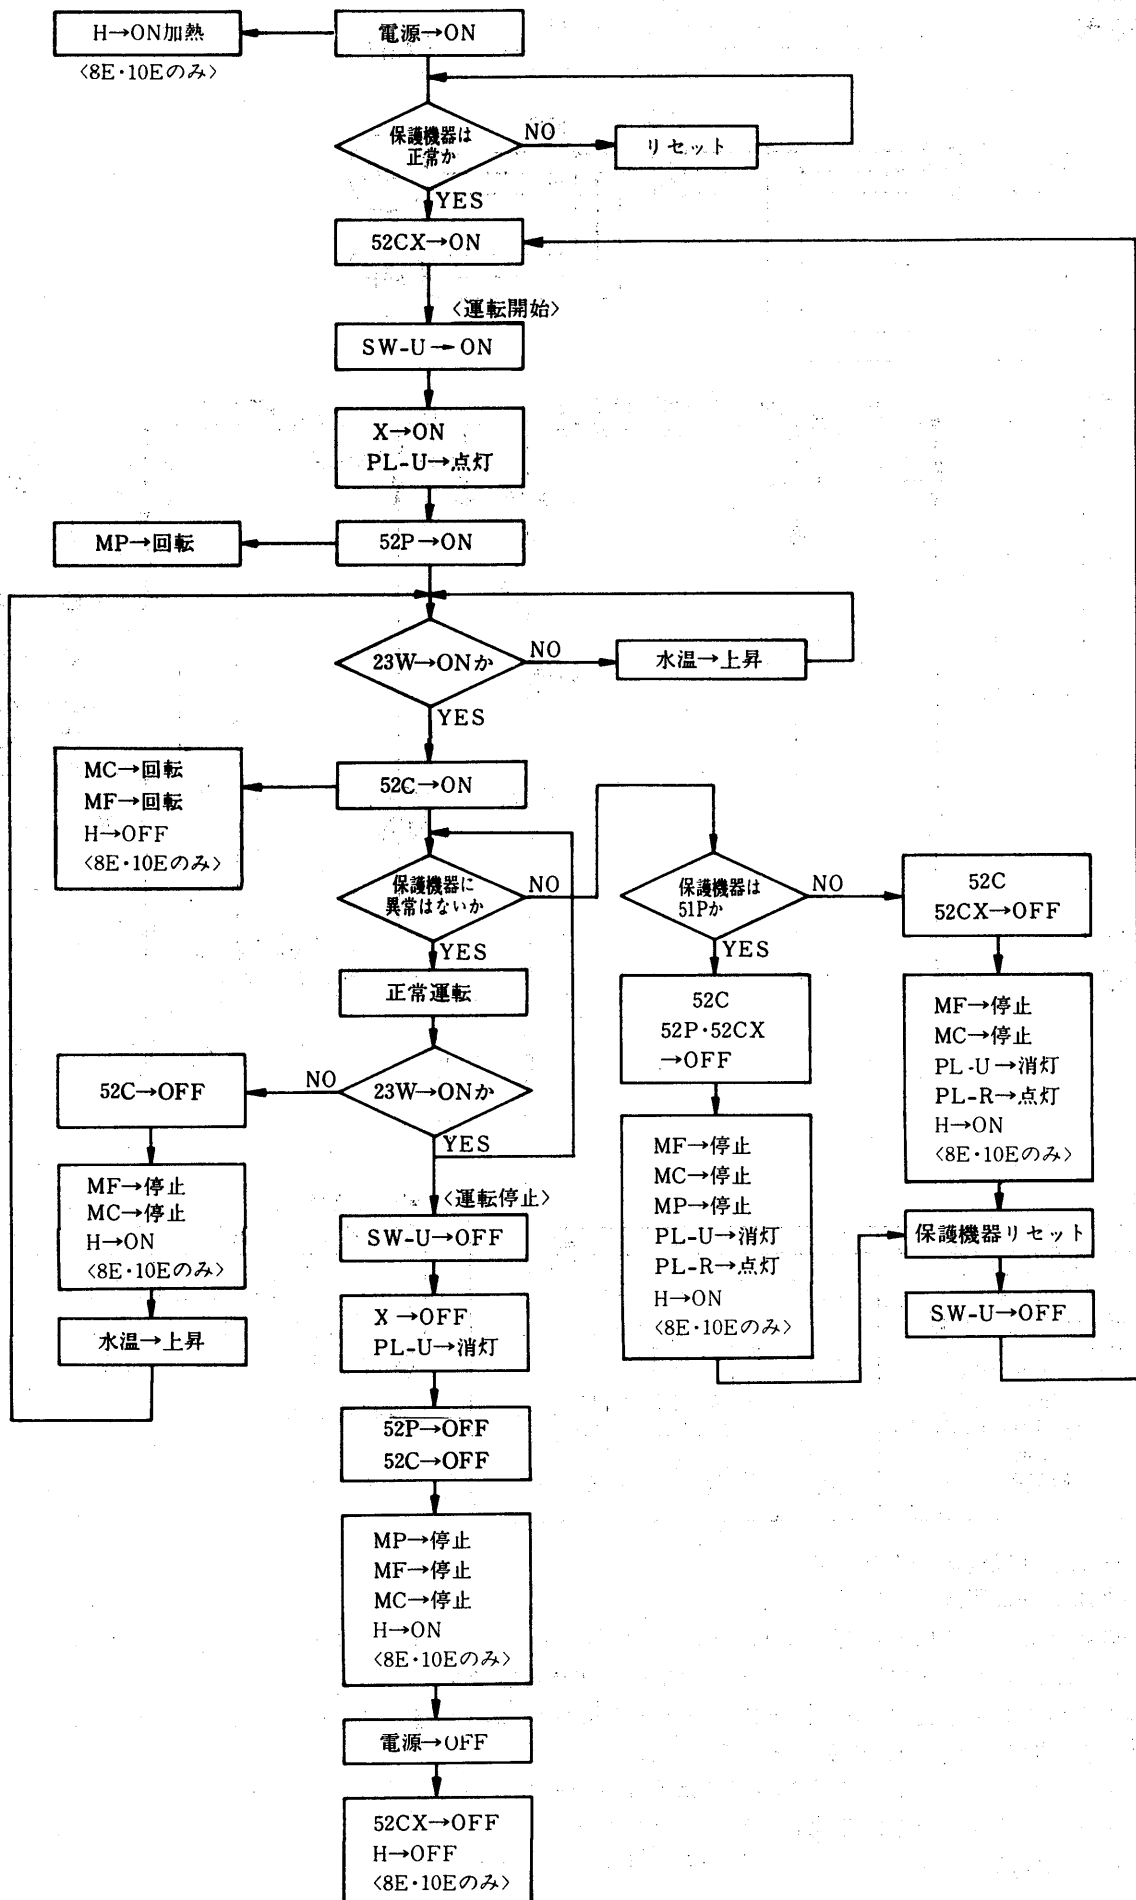 H→ON加熱
<8E・10Eのみ>
電源→ON
保護機器は
正常か
NO
リセット
YES
52CX→ON
<運転開始>
SW-U→ON
X→ON
PL-U→点灯
MP→回転
52P→ON
23W→ONか
NO
水温→上昇
YES
MC→回転
MF→回転
H→OFF
<8E・10Eのみ>
52C→ON
保護機器に
異常はないか
NO
YES
正常運転
23W→ONか
NO
YES
52C→OFF
MF→停止
MC→停止
H→ON
<8E・10Eのみ>
水温→上昇
保護機器は
51Pか
NO
YES
52C
52P・52CX
→OFF
MF→停止
MC→停止
MP→停止
PL-U→消灯
PL-R→点灯
H→ON
<8E・10Eのみ>
52C
52CX→OFF
MF→停止
MC→停止
PL-U→消灯
PL-R→点灯
H→ON
<8E・10Eのみ>
保護機器リセット
SW-U→OFF
<運転停止>
SW-U→OFF
X→OFF
PL-U→消灯
52P→OFF
52C→OFF
MP→停止
MF→停止
MC→停止
H→ON
<8E・10Eのみ>
電源→OFF
52CX→OFF
H→OFF
<8E・10Eのみ>